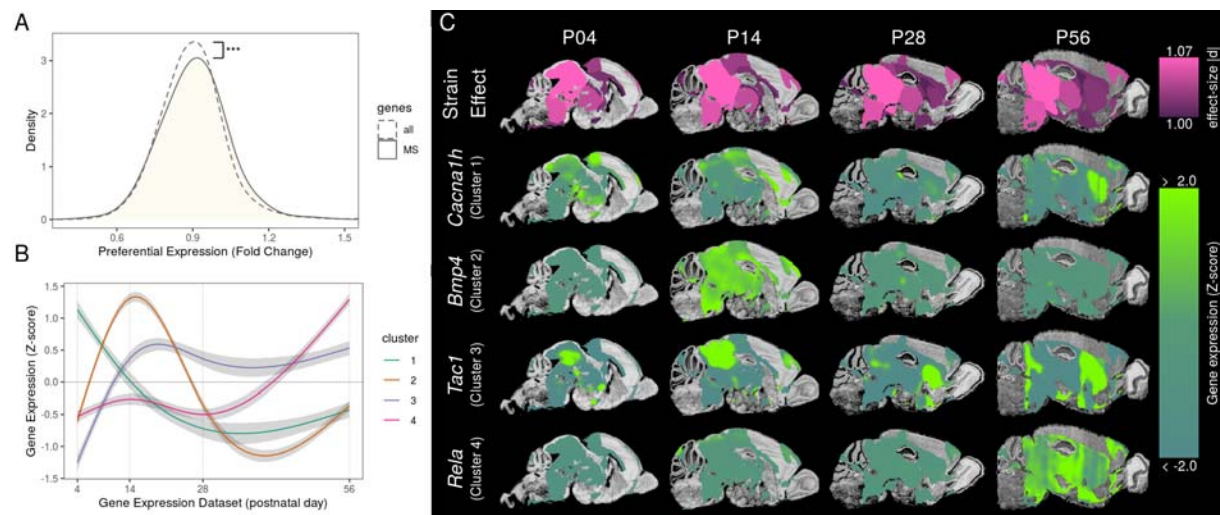 A
3
2
1
0
Density
0.6 0.9 1.2 1.5
Preferential Expression (Fold Change)
***
genes
all
MS
B
1.5
1.0
0.5
0.0
-0.5
-1.0
-1.5
Gene Expression (Z-score)
4 14 28 56
Gene Expression Dataset (postnatal day)
cluster
1
2
3
4
C
P04 P14 P28 P56
Strain
Effect
Cacna1h
(Cluster 1)
Bmp4
(Cluster 2)
Tac1
(Cluster 3)
Rela
(Cluster 4)
1.07
1.00
effect-size |d|
> 2.0
< -2.0
Gene expression (Z-score)